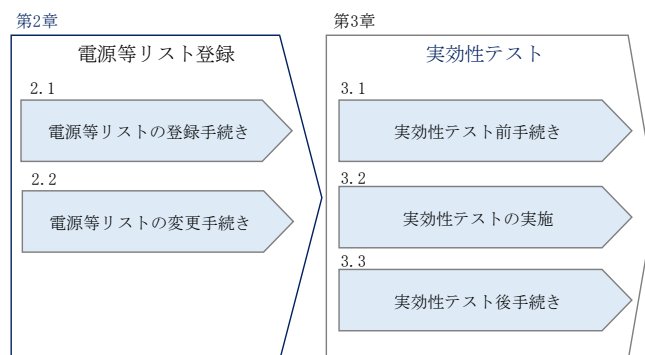 第2章
電源等リスト登録
2.1
電源等リストの登録手続き
2.2
電源等リストの変更手続き
第3章
実効性テスト
3.1
実効性テスト前手続き
3.2
実効性テストの実施
3.3
実効性テスト後手続き